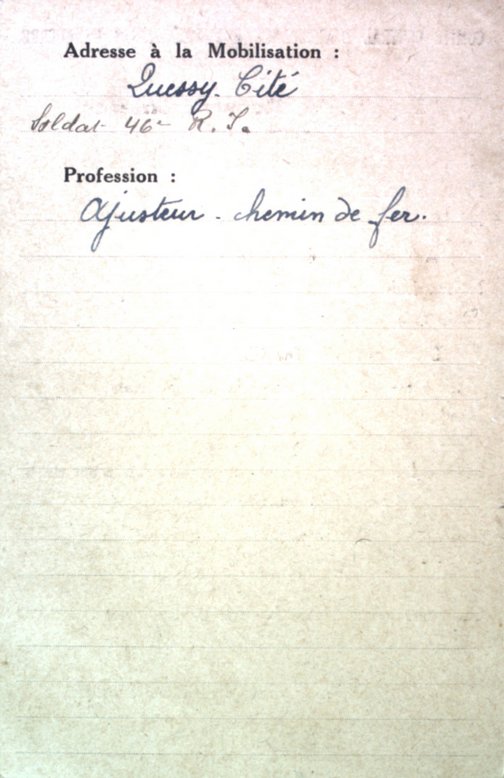 Adresse à la Mobilisation :
Quessy-Cité
Soldat 46e R.I.
Profession :
Ajusteur - chemin de fer.